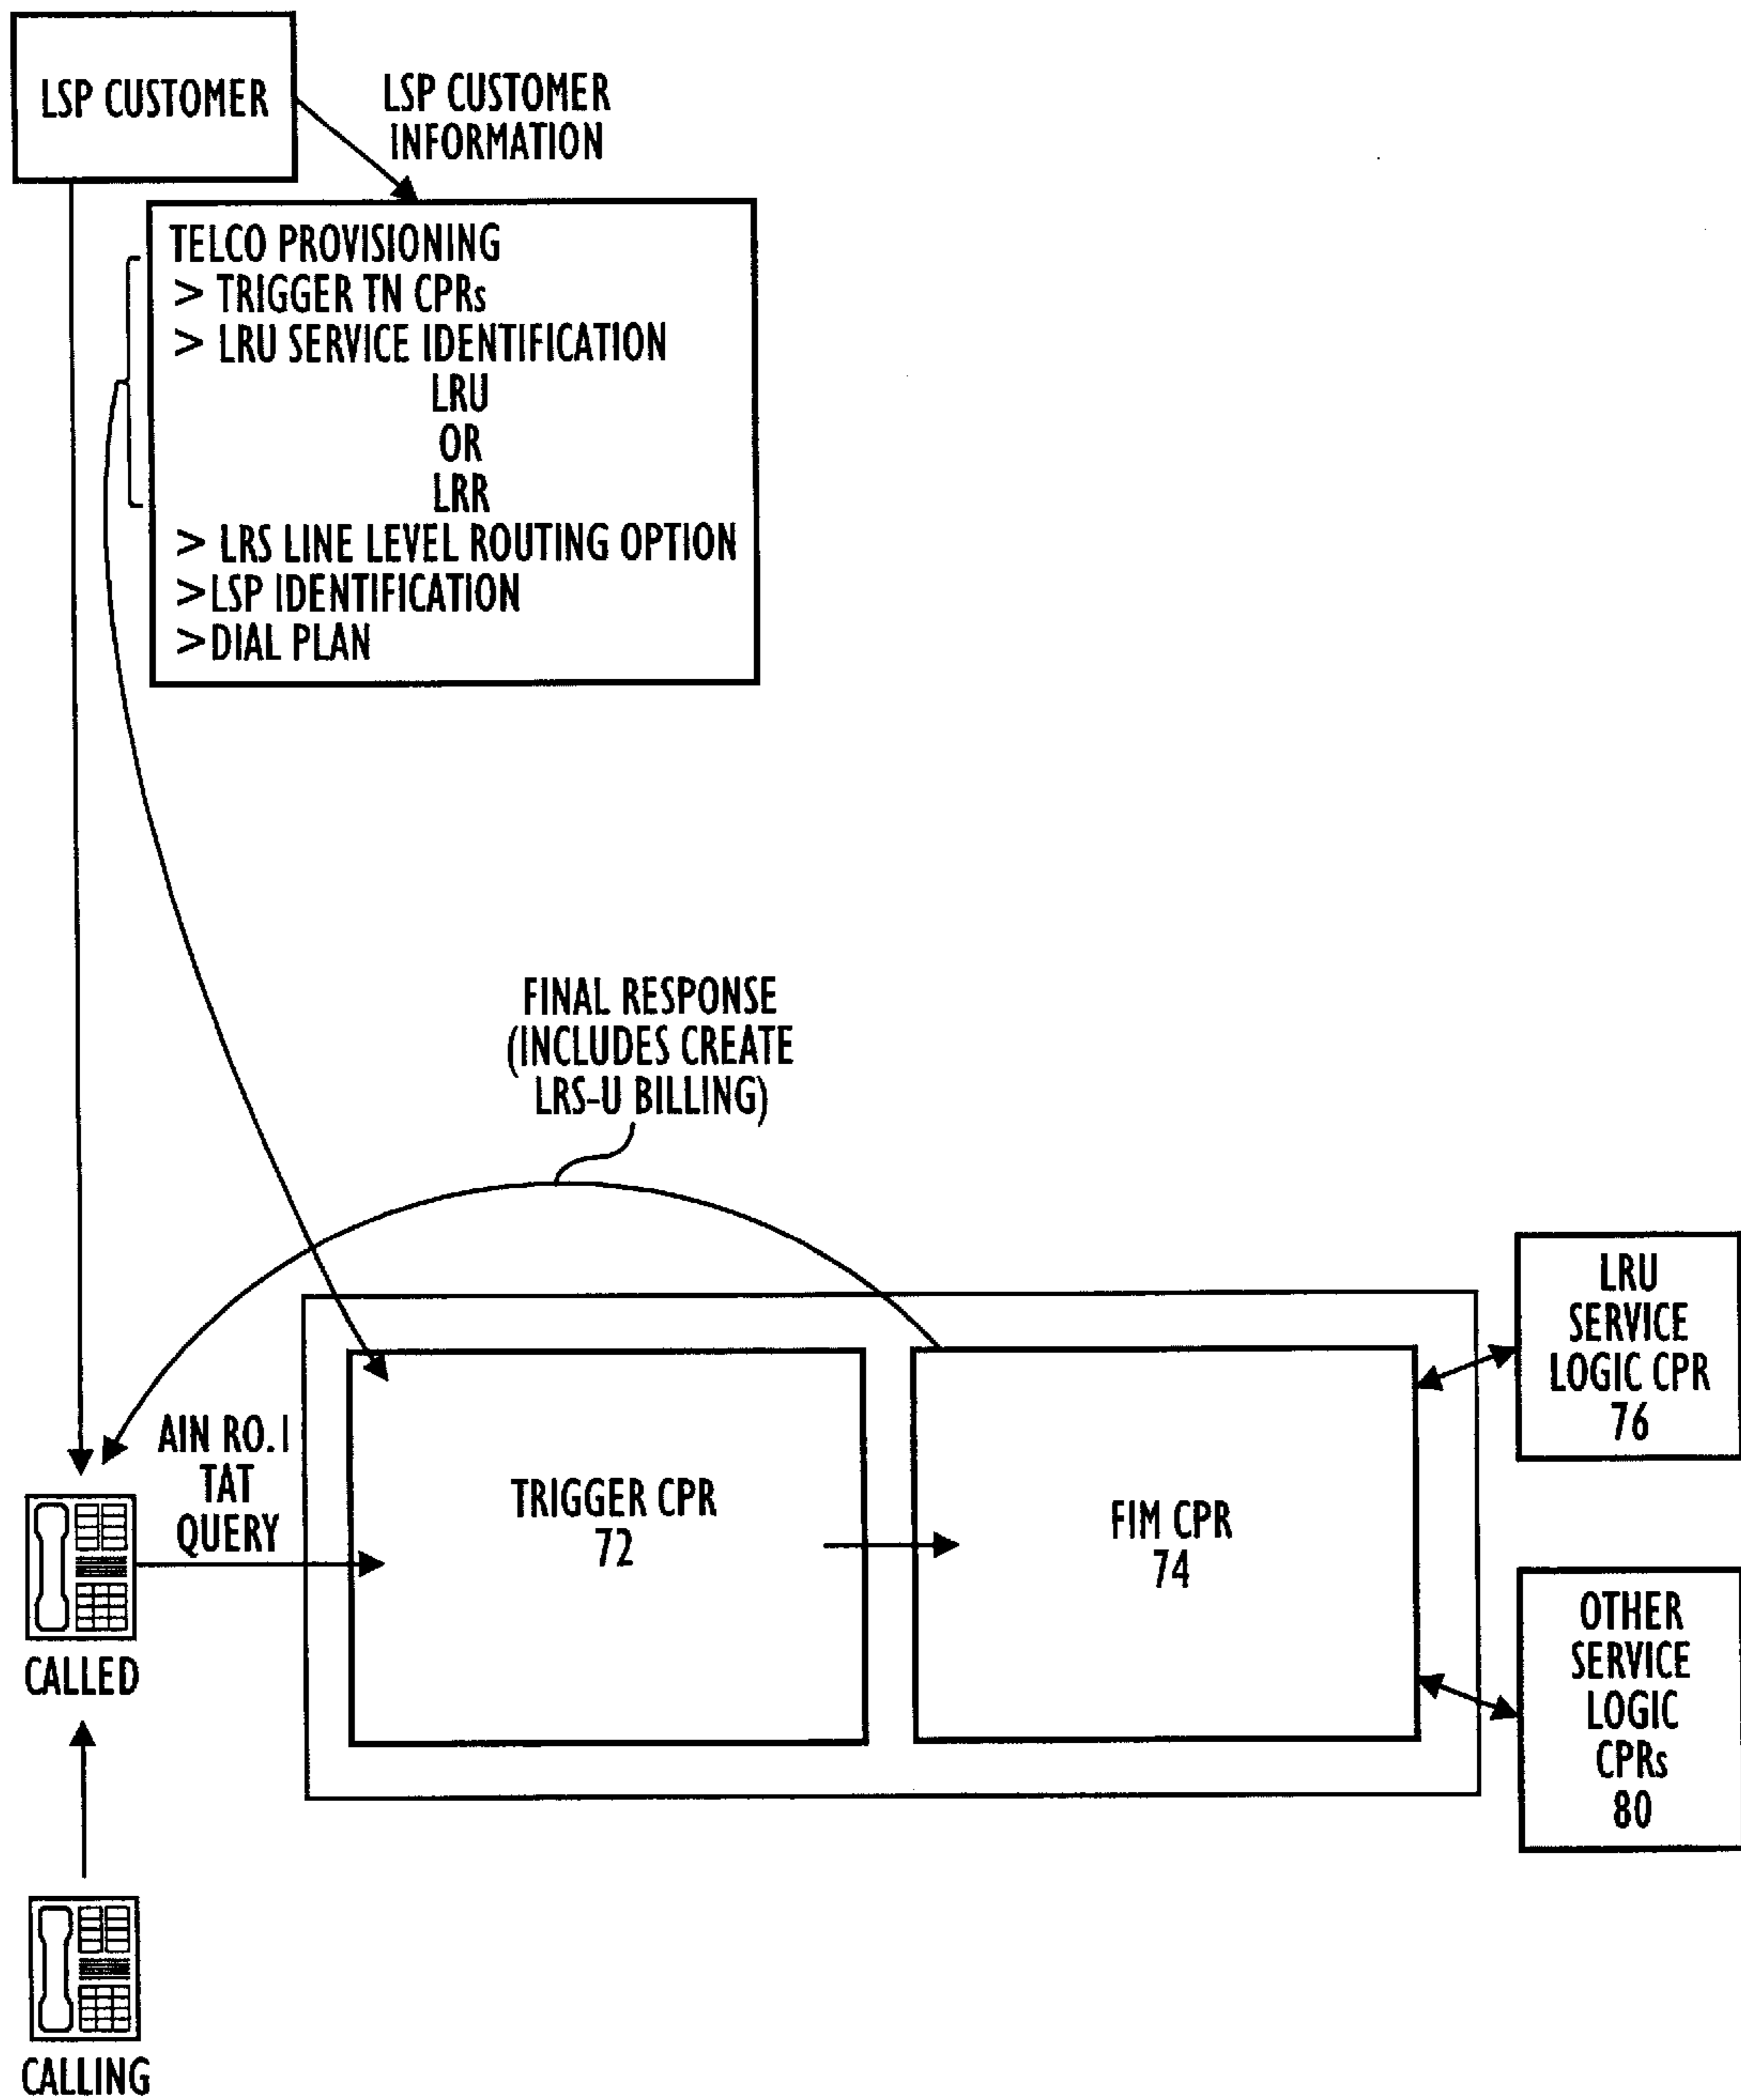 LSP CUSTOMER
LSP CUSTOMER
INFORMATION
TELCO PROVISIONING
> TRIGGER TN CPRs
> LRU SERVICE IDENTIFICATION
LRU
OR
LRR
> LRS LINE LEVEL ROUTING OPTION
>LSP IDENTIFICATION
>DIAL PLAN
FINAL RESPONSE
(INCLUDES CREATE
LRS-U BILLING)
LRU
SERVICE
LOGIC CPR
76
AIN RO.1
TAT
QUERY
TRIGGER CPR
72
FIM CPR
74
OTHER
SERVICE
LOGIC
CPRs
80
CALLED
CALLING